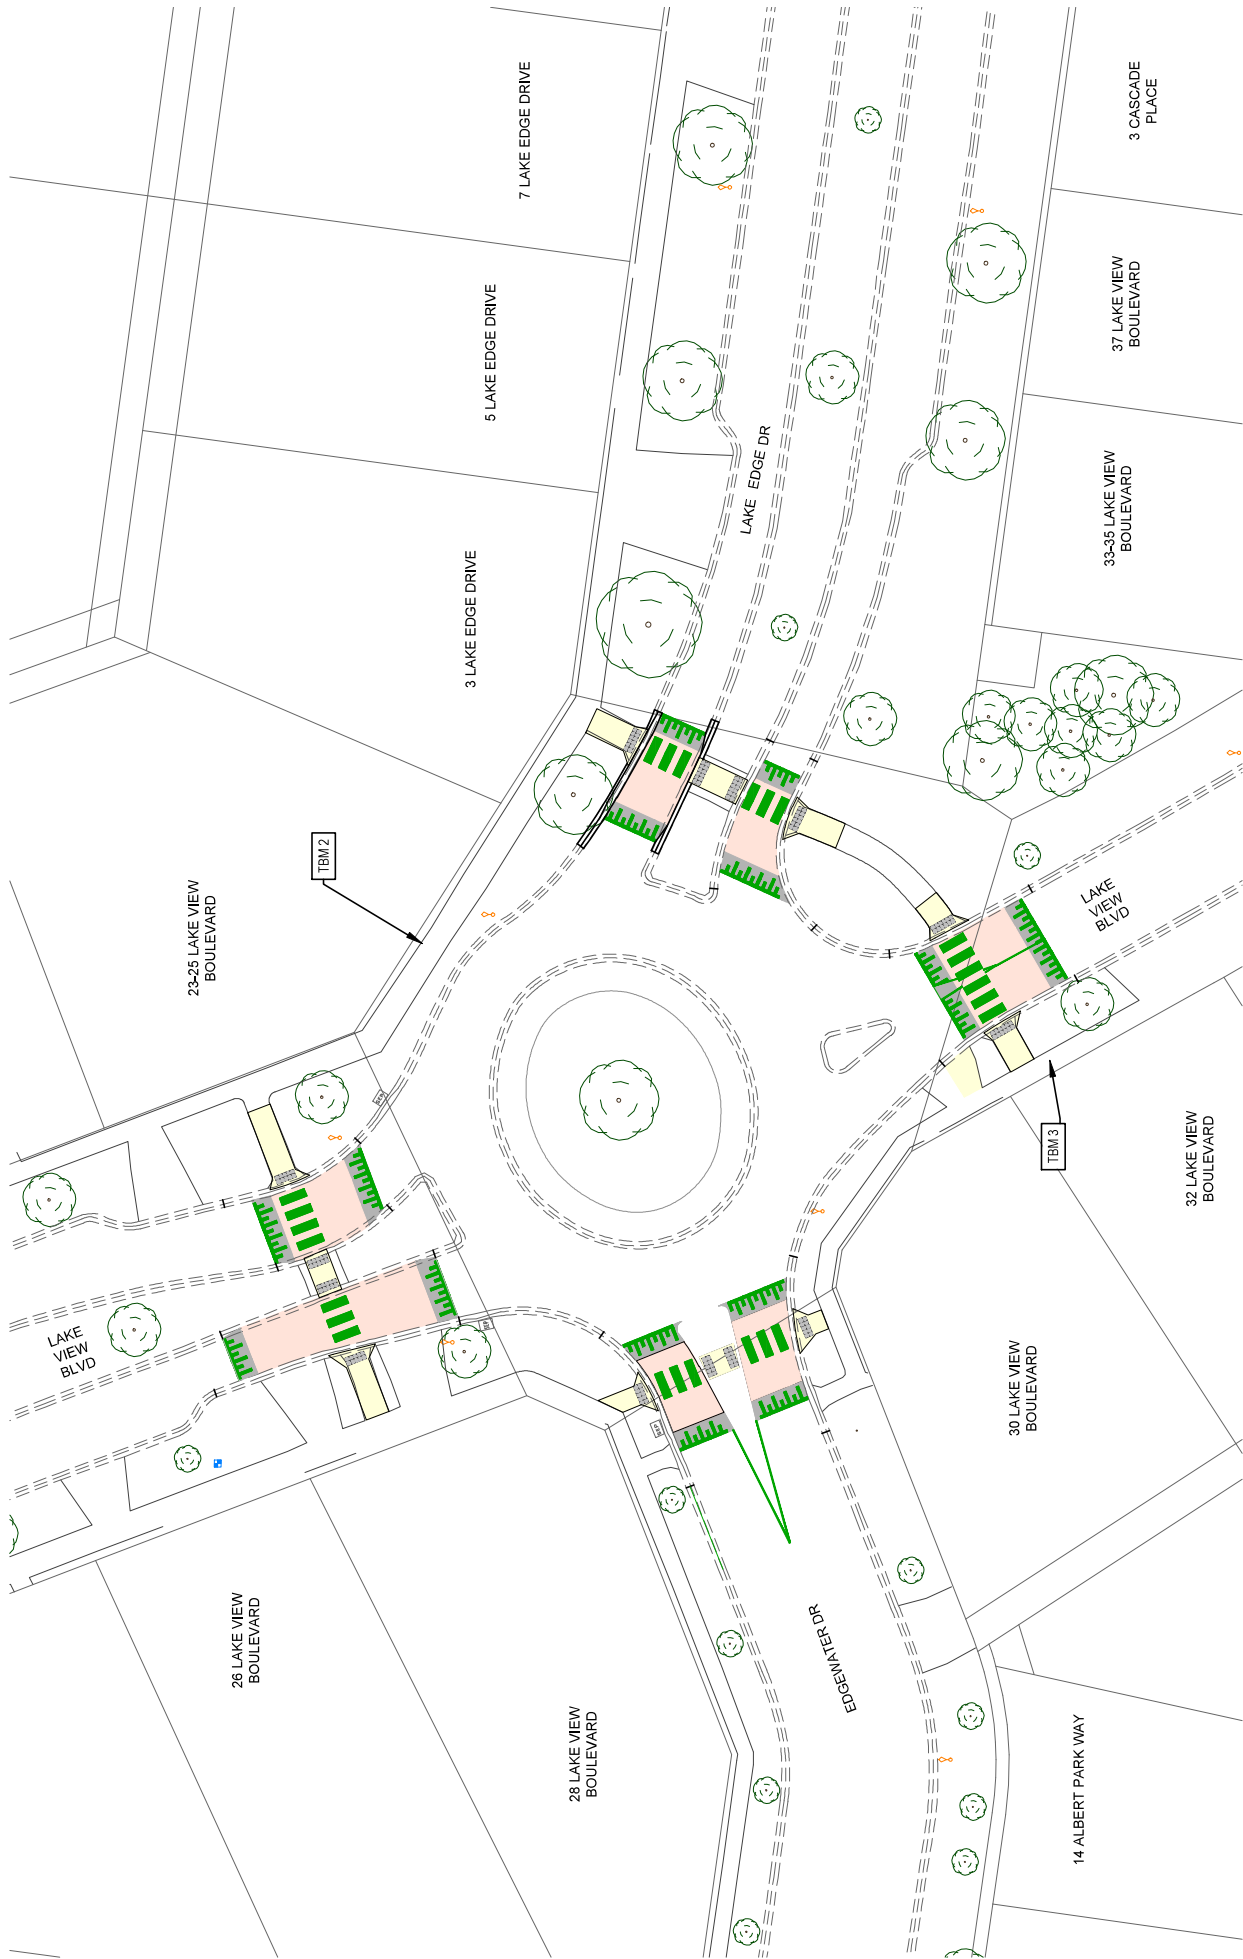 7 LAKE EDGE DRIVE
3 CASCADE
PLACE
5 LAKE EDGE DRIVE
37 LAKE VIEW
BOULEVARD
LAKE EDGE DR
33-35 LAKE VIEW
BOULEVARD
3 LAKE EDGE DRIVE
TBM 2
23-25 LAKE VIEW
BOULEVARD
LAKE
VIEW
BLVD
TBM 3
32 LAKE VIEW
BOULEVARD
LAKE
VIEW
BLVD
30 LAKE VIEW
BOULEVARD
26 LAKE VIEW
BOULEVARD
EDGEWATER DR
28 LAKE VIEW
BOULEVARD
14 ALBERT PARK WAY